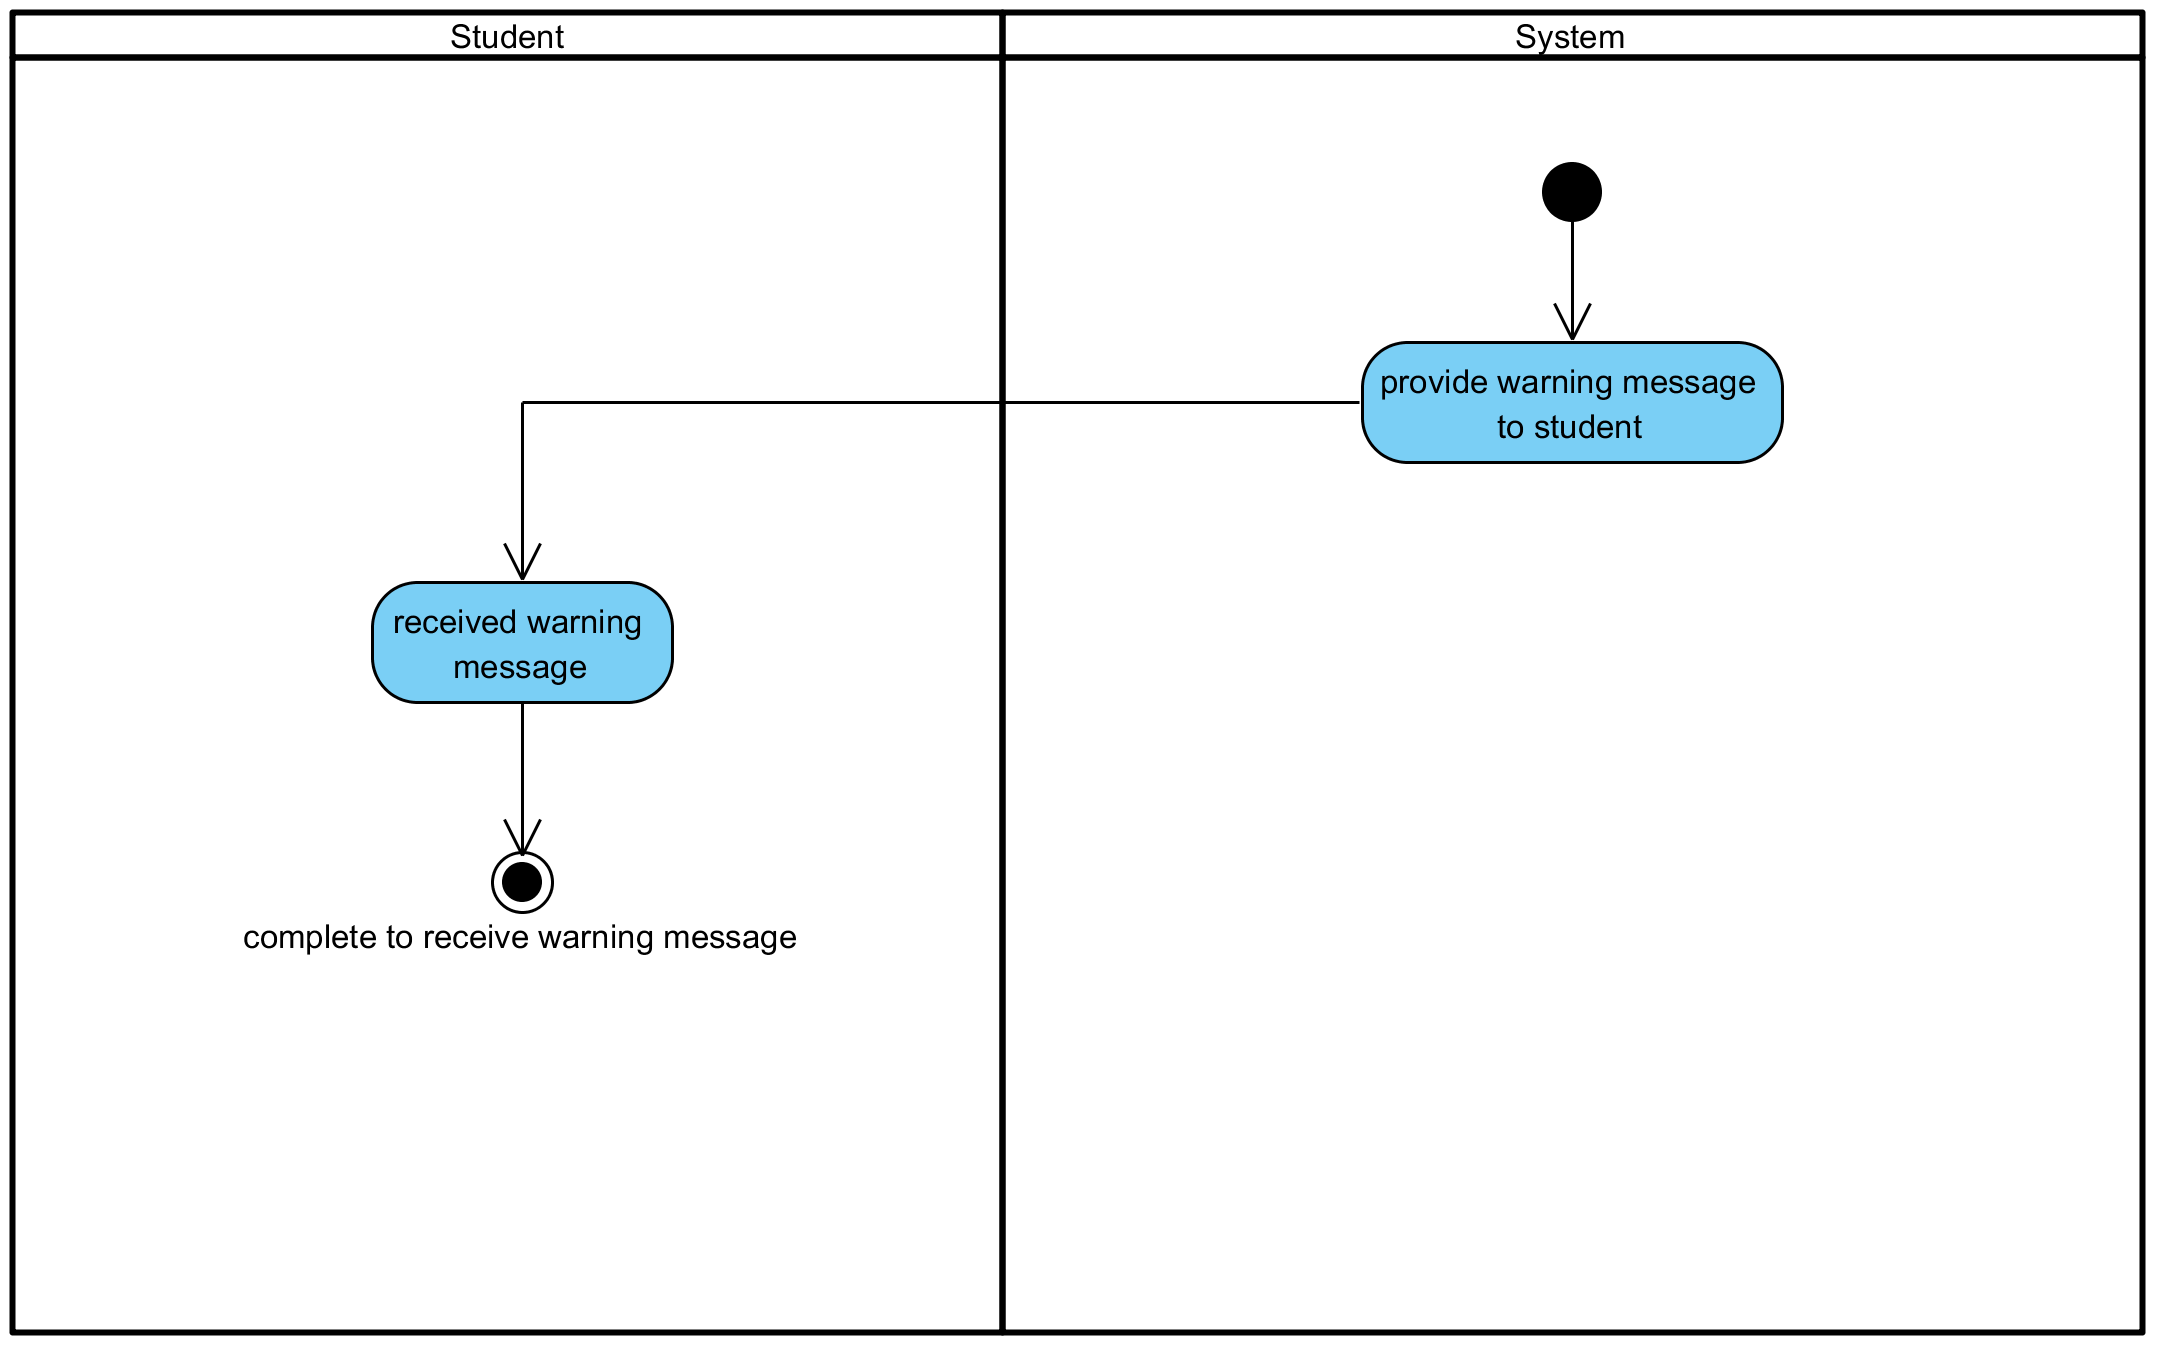 Student
System
provide warning message
to student
received warning
message
complete to receive warning message